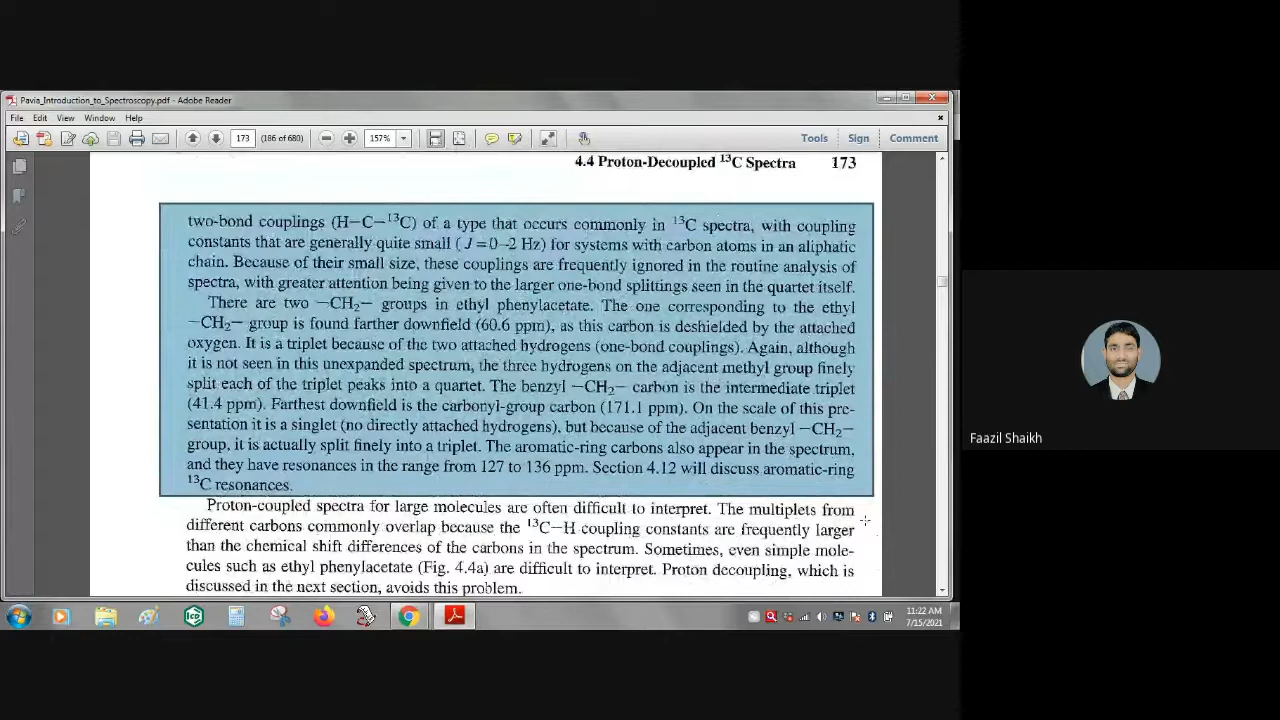 Pavia_Introduction_to_Spectroscopy.pdf - Adobe Reader
File Edit View Window Help
173 (186 of 680) 157% Tools Sign Comment
4.4 Proton-Decoupled ¹³C Spectra 173
two-bond couplings (H–C–¹³C) of a type that occurs commonly in ¹³C spectra, with coupling
constants that are generally quite small (J = 0–2 Hz) for systems with carbon atoms in an aliphatic
chain. Because of their small size, these couplings are frequently ignored in the routine analysis of
spectra, with greater attention being given to the larger one-bond splittings seen in the quartet itself.
There are two –CH₂– groups in ethyl phenylacetate. The one corresponding to the ethyl
–CH₂– group is found farther downfield (60.6 ppm), as this carbon is deshielded by the attached
oxygen. It is a triplet because of the two attached hydrogens (one-bond couplings). Again, although
it is not seen in this unexpanded spectrum, the three hydrogens on the adjacent methyl group finely
split each of the triplet peaks into a quartet. The benzyl –CH₂– carbon is the intermediate triplet
(41.4 ppm). Farthest downfield is the carbonyl-group carbon (171.1 ppm). On the scale of this pre-
sentation it is a singlet (no directly attached hydrogens), but because of the adjacent benzyl –CH₂–
group, it is actually split finely into a triplet. The aromatic-ring carbons also appear in the spectrum,
and they have resonances in the range from 127 to 136 ppm. Section 4.12 will discuss aromatic-ring
¹³C resonances.
Proton-coupled spectra for large molecules are often difficult to interpret. The multiplets from
different carbons commonly overlap because the ¹³C–H coupling constants are frequently larger
than the chemical shift differences of the carbons in the spectrum. Sometimes, even simple mole-
cules such as ethyl phenylacetate (Fig. 4.4a) are difficult to interpret. Proton decoupling, which is
discussed in the next section, avoids this problem.
Faazil Shaikh
11:22 AM
7/15/2021